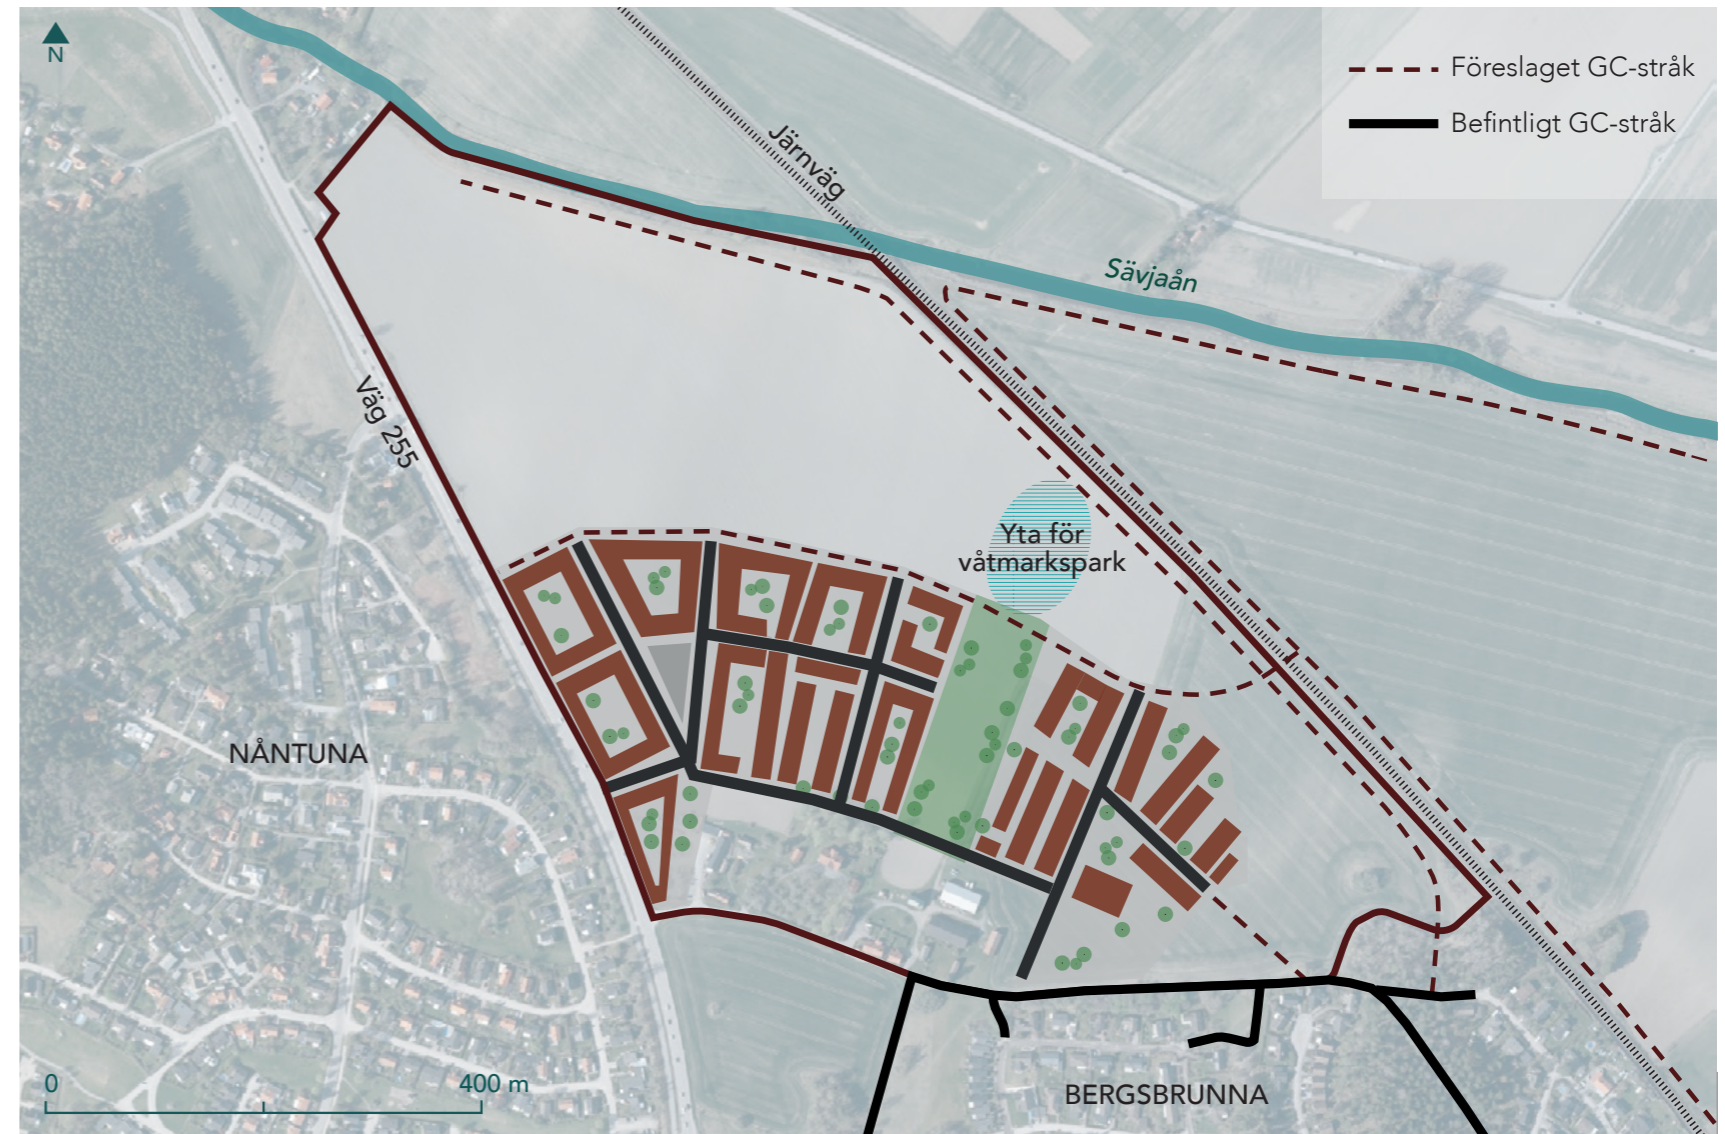 N
Föreslaget GC-stråk
Befintligt GC-stråk
Järnväg
Sävjaån
Väg 255
Yta för
våtmarkspark
NÅNTUNA
BERGSBRUNNA
0
400 m